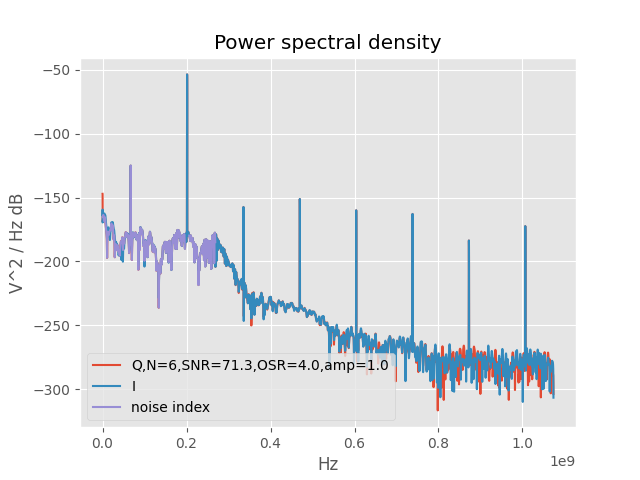 Power spectral density
V^2 / Hz dB
−50
−100
−150
−200
−250
−300
Q,N=6,SNR=71.3,OSR=4.0,amp=1.0
I
noise index
0.0
0.2
0.4
0.6
0.8
1.0
1e9
Hz